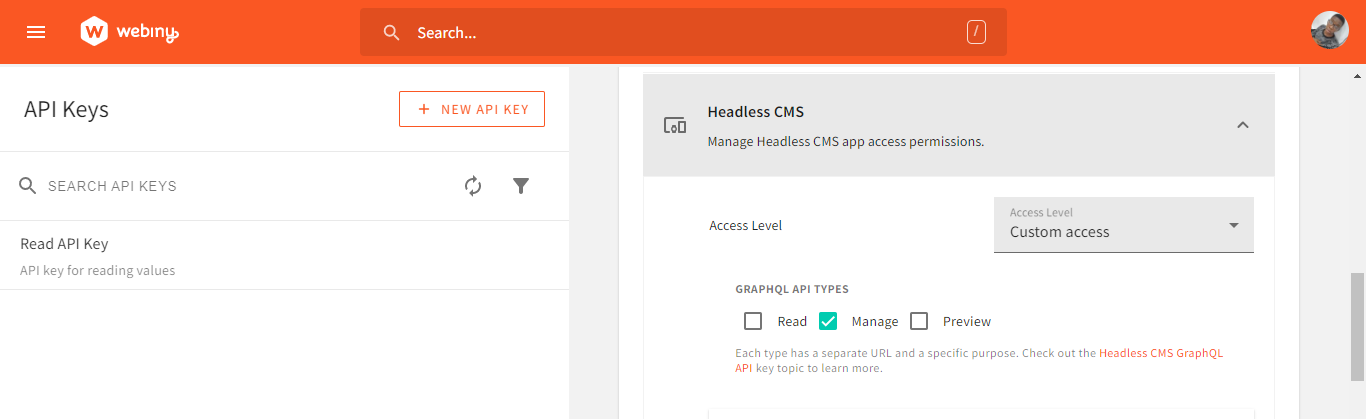 webiny
Search...
/
API Keys
+ NEW API KEY
SEARCH API KEYS
Read API Key
API key for reading values
Headless CMS
Manage Headless CMS app access permissions.
Access Level
Access Level
Custom access
GRAPHQL API TYPES
Read Manage Preview
Each type has a separate URL and a specific purpose. Check out the Headless CMS GraphQL
API key topic to learn more.